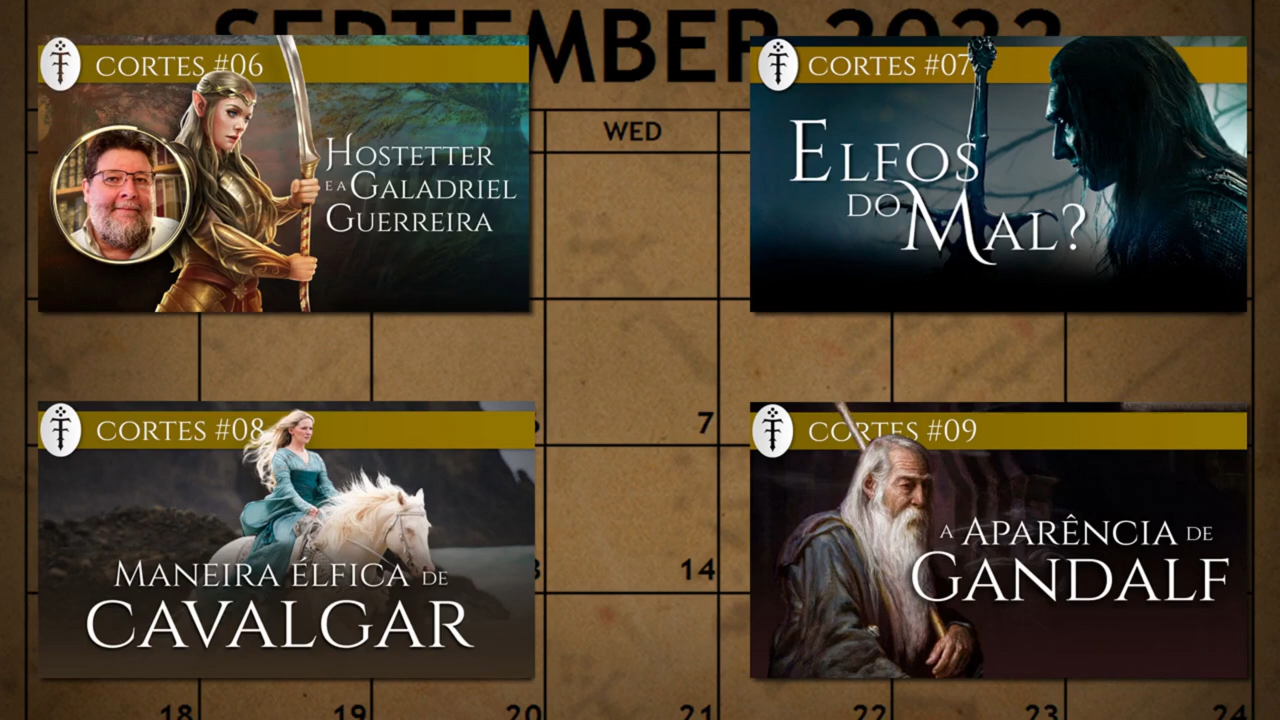 SEPTEMBER 2022
CORTES #06
HOSTETTER
E A GALADRIEL
GUERREIRA
CORTES #07
ELFOS
DO MAL?
WED
7
CORTES #08
MANEIRA ÉLFICA DE
CAVALGAR
CORTES #09
A APARÊNCIA DE
GANDALF
14
18 19 20 21 22 23 24